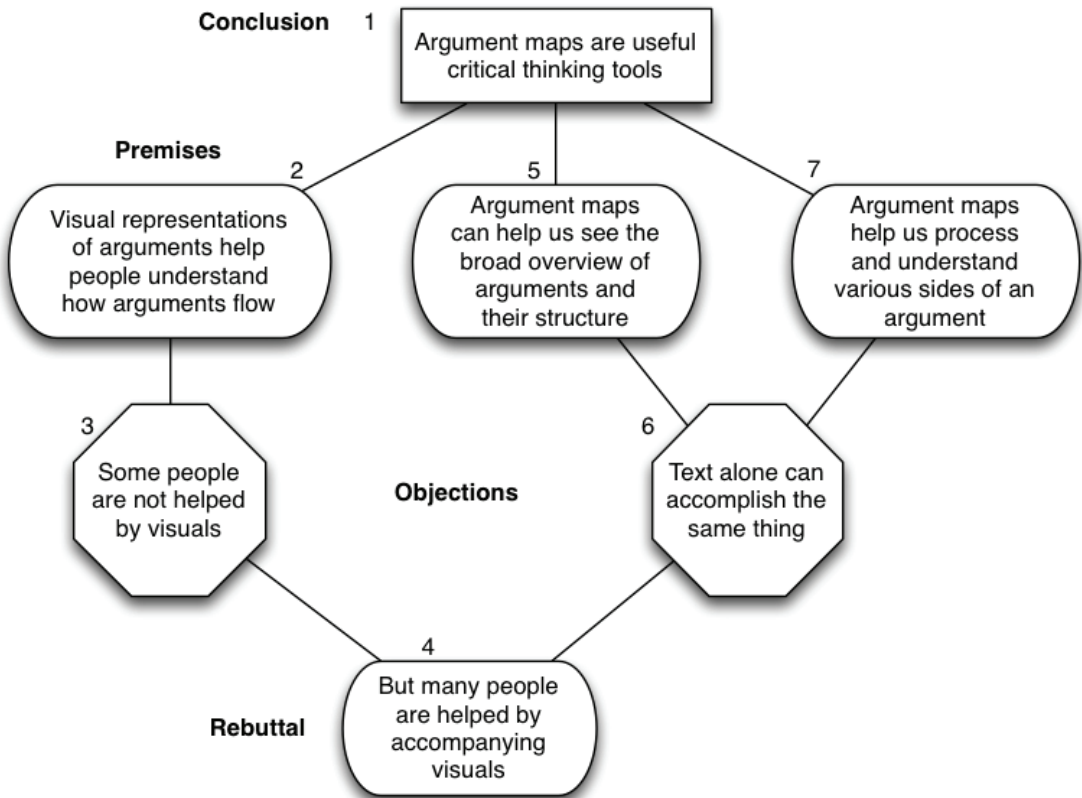 Conclusion 1
Argument maps are useful
critical thinking tools
Premises
2
Visual representations
of arguments help
people understand
how arguments flow
5
Argument maps
can help us see the
broad overview of
arguments and
their structure
7
Argument maps
help us process
and understand
various sides of an
argument
3
Some people
are not helped
by visuals
Objections
6
Text alone can
accomplish the
same thing
Rebuttal
4
But many people
are helped by
accompanying
visuals